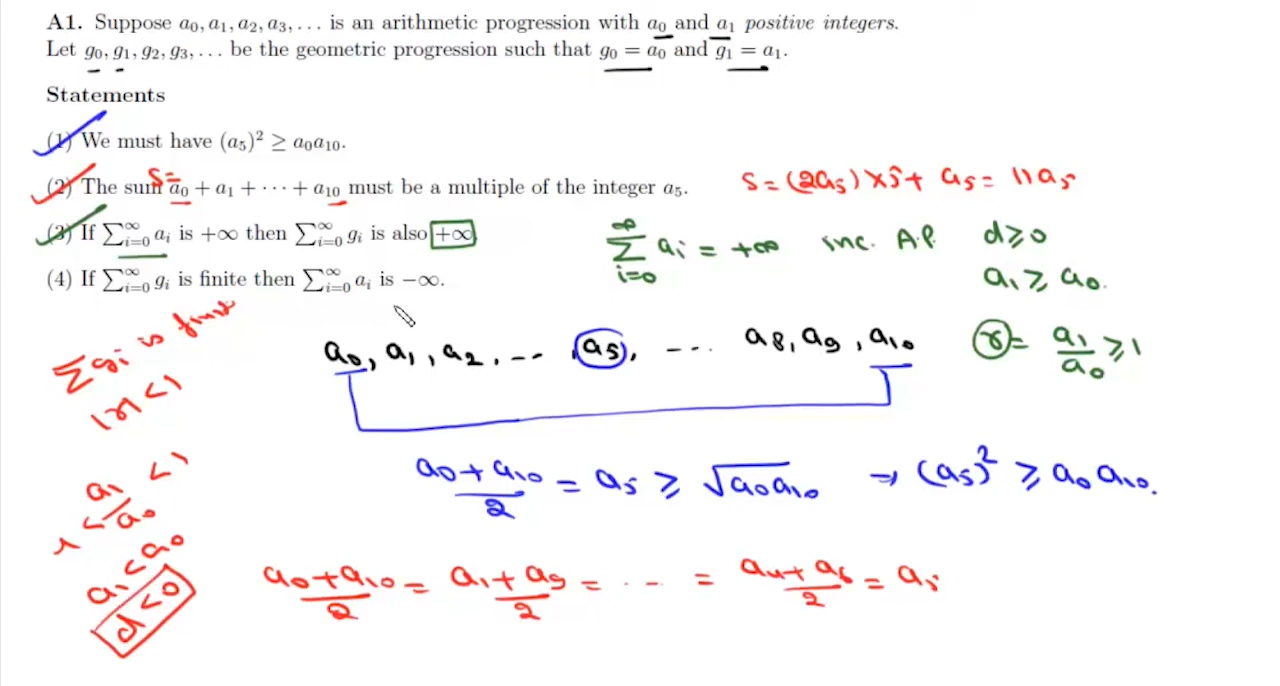 A1. Suppose a₀, a₁, a₂, a₃, … is an arithmetic progression with a₀ and a₁ positive integers.
Let g₀, g₁, g₂, g₃, … be the geometric progression such that g₀ = a₀ and g₁ = a₁.
Statements
(1) We must have (a₅)² ≥ a₀a₁₀.
S=
(2) The sum a₀ + a₁ + ··· + a₁₀ must be a multiple of the integer a₅.
S = (2a₅) × 5 + a₅ = 11a₅
(3) If ∑_{i=0}^∞ aᵢ is +∞ then ∑_{i=0}^∞ gᵢ is also +∞
∑_{i=0}^∞ aᵢ = +∞ inc. A.P. d ≥ 0
(4) If ∑_{i=0}^∞ gᵢ is finite then ∑_{i=0}^∞ aᵢ is −∞.
a₁ ≥ a₀.
∑gᵢ is finite
a₀, a₁, a₂, ... , a₅, ... a₈, a₉, a₁₀
r = a₁/a₀ ≥ 1
|r| < 1
(a₀ + a₁₀)/2 = a₅ ≥ √(a₀a₁₀) → (a₅)² ≥ a₀a₁₀.
a₁/a₀ < 1
a₁ < a₀
(a₀ + a₁₀)/2 = (a₁ + a₉)/2 = ... = (a₄ + a₆)/2 = a₅
d < 0